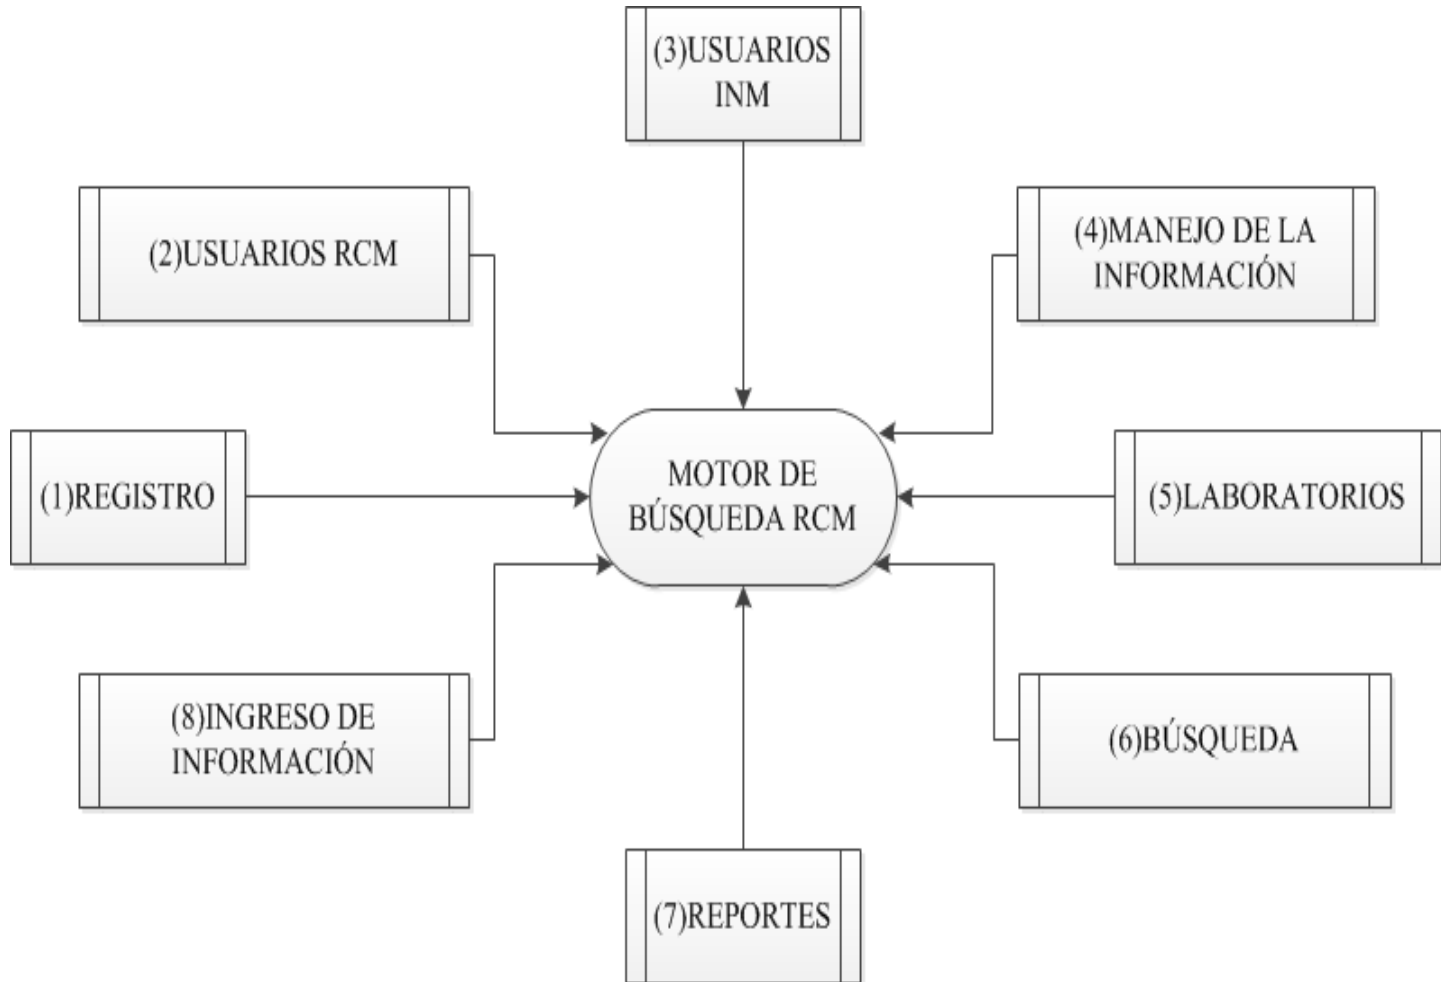 (3)USUARIOS
INM
(2)USUARIOS RCM
(4)MANEJO DE LA
INFORMACIÓN
(1)REGISTRO
MOTOR DE
BÚSQUEDA RCM
(5)LABORATORIOS
(8)INGRESO DE
INFORMACIÓN
(6)BÚSQUEDA
(7)REPORTES